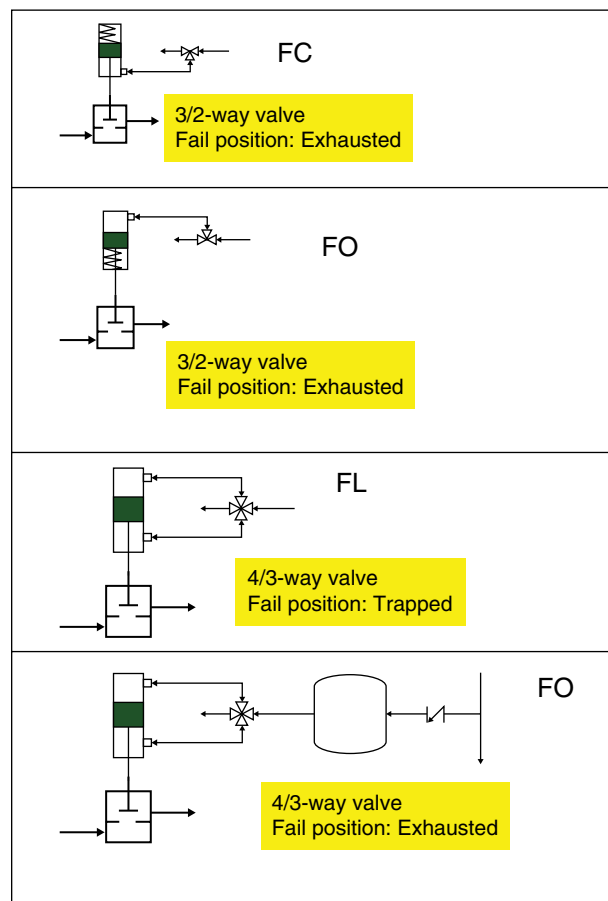 FC
3/2-way valve
Fail position: Exhausted
FO
3/2-way valve
Fail position: Exhausted
FL
4/3-way valve
Fail position: Trapped
FO
4/3-way valve
Fail position: Exhausted